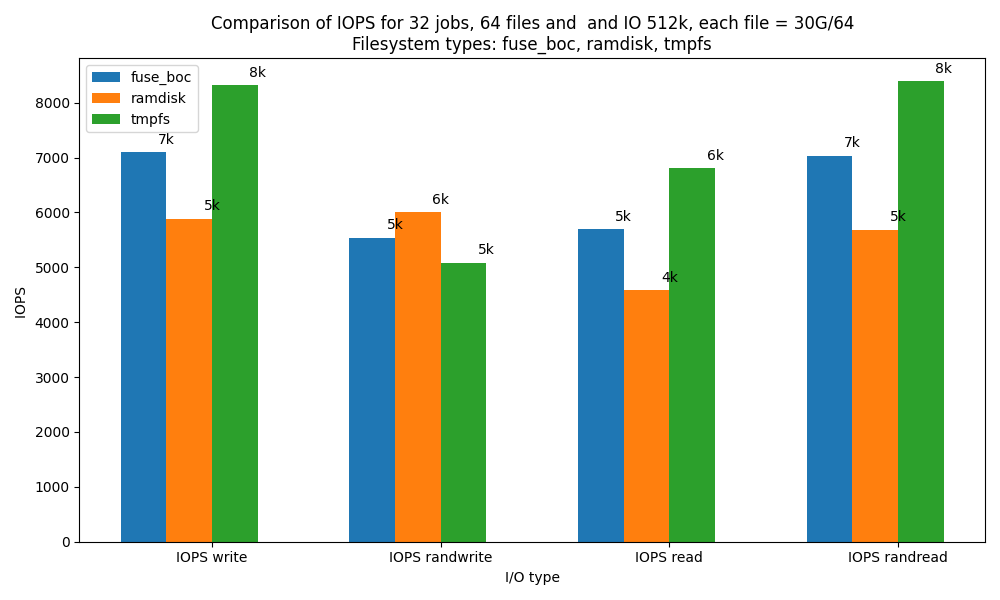 Comparison of IOPS for 32 jobs, 64 files and  and IO 512k, each file = 30G/64
Filesystem types: fuse_boc, ramdisk, tmpfs
fuse_boc
ramdisk
tmpfs
8k
7k
5k
5k
6k
5k
5k
4k
6k
7k
5k
8k
8000
7000
6000
5000
4000
3000
2000
1000
0
IOPS
IOPS write
IOPS randwrite
IOPS read
IOPS randread
I/O type